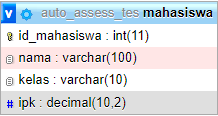 v auto_assess_tes mahasiswa
id_mahasiswa : int(11)
nama : varchar(100)
kelas : varchar(10)
# ipk : decimal(10,2)